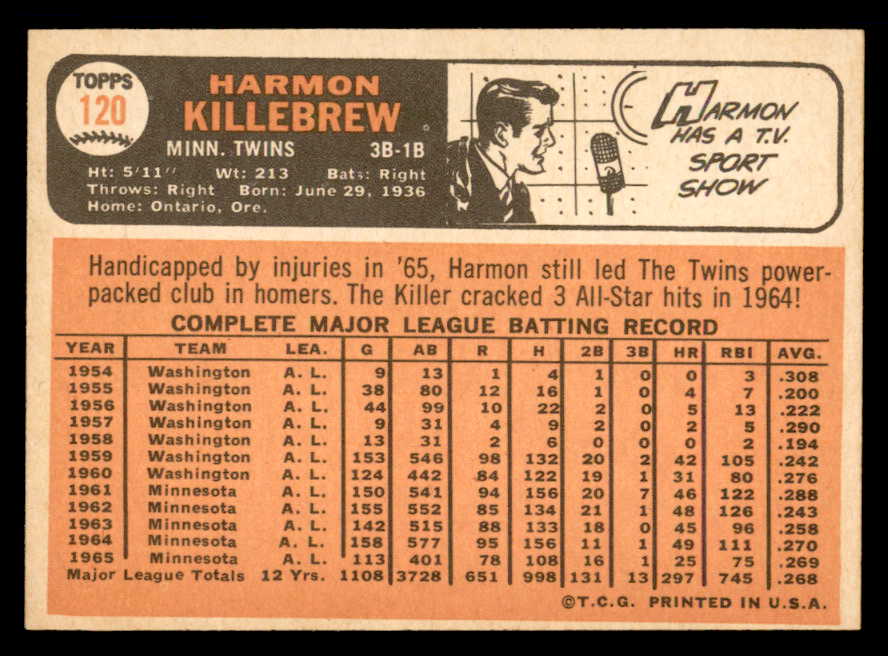 TOPPS
120
HARMON
KILLEBREW
MINN. TWINS 3B-1B
Ht: 5'11" Wt: 213 Bats: Right
Throws: Right Born: June 29, 1936
Home: Ontario, Ore.
HARMON
HAS A T.V.
SPORT
SHOW
Handicapped by injuries in '65, Harmon still led The Twins power-
packed club in homers. The Killer cracked 3 All-Star hits in 1964!
COMPLETE MAJOR LEAGUE BATTING RECORD
YEAR TEAM LEA. G AB R H 2B 3B HR RBI AVG.
1954 Washington A. L. 9 13 1 4 1 0 0 3 .308
1955 Washington A. L. 38 80 12 16 1 0 4 7 .200
1956 Washington A. L. 44 99 10 22 2 0 5 13 .222
1957 Washington A. L. 9 31 4 9 2 0 2 5 .290
1958 Washington A. L. 13 31 2 6 0 0 0 2 .194
1959 Washington A. L. 153 546 98 132 20 2 42 105 .242
1960 Washington A. L. 124 442 84 122 19 1 31 80 .276
1961 Minnesota A. L. 150 541 94 156 20 7 46 122 .288
1962 Minnesota A. L. 155 552 85 134 21 1 48 126 .243
1963 Minnesota A. L. 142 515 88 133 18 0 45 96 .258
1964 Minnesota A. L. 158 577 95 156 11 1 49 111 .270
1965 Minnesota A. L. 113 401 78 108 16 1 25 75 .269
Major League Totals 12 Yrs. 1108 3728 651 998 131 13 297 745 .268
©T.C.G. PRINTED IN U.S.A.